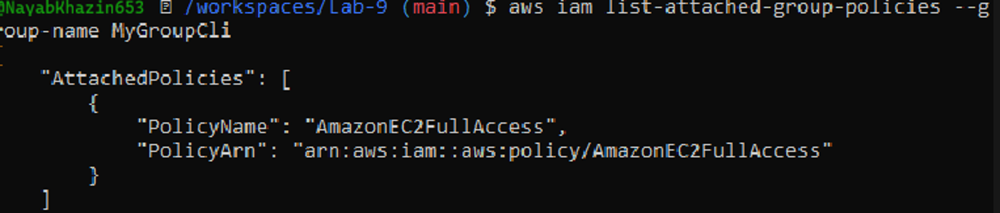 @NayabKhazin653 /workspaces/Lab-9 (main) $ aws iam list-attached-group-policies --g
roup-name MyGroupCli
{
    "AttachedPolicies": [
        {
            "PolicyName": "AmazonEC2FullAccess",
            "PolicyArn": "arn:aws:iam::aws:policy/AmazonEC2FullAccess"
        }
    ]